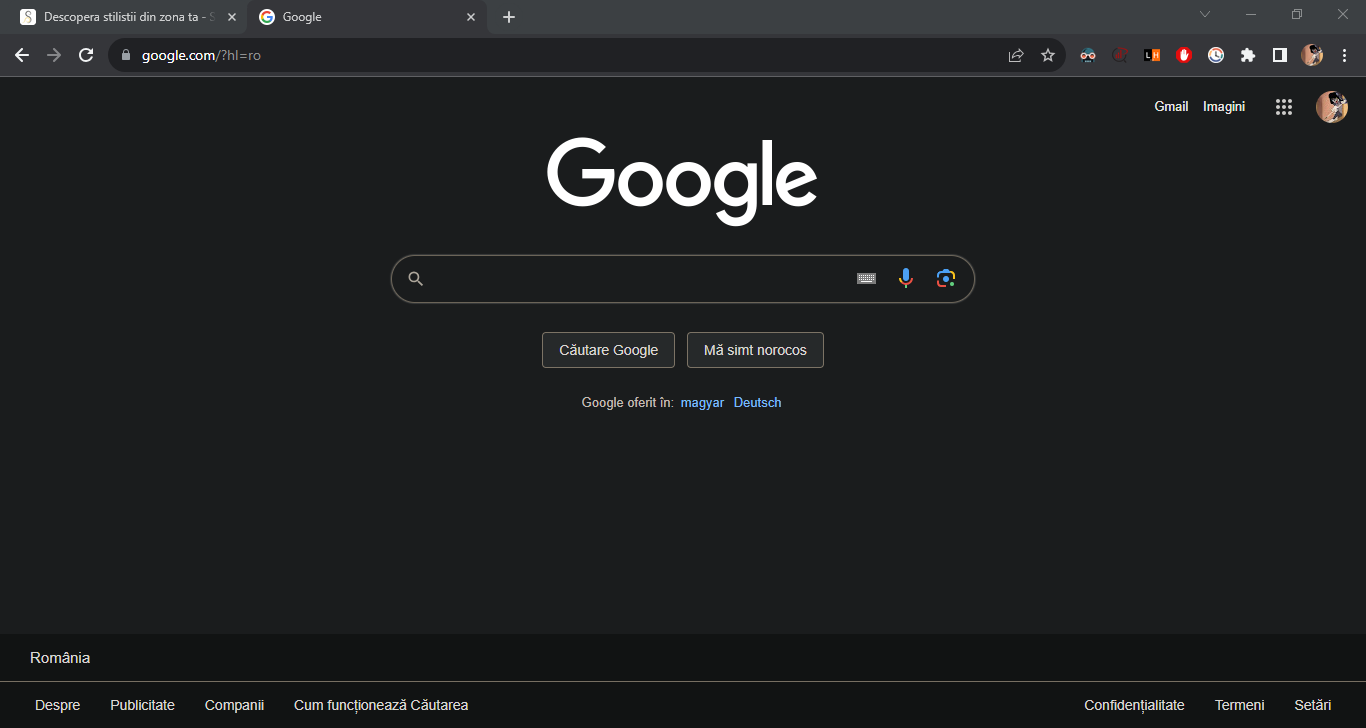 Descopera stilistii din zona ta - S
Google
google.com/?hl=ro
L H
Gmail Imagini
Google
Căutare Google Mă simt norocos
Google oferit în: magyar Deutsch
România
Despre Publicitate Companii Cum funcționează Căutarea Confidențialitate Termeni Setări